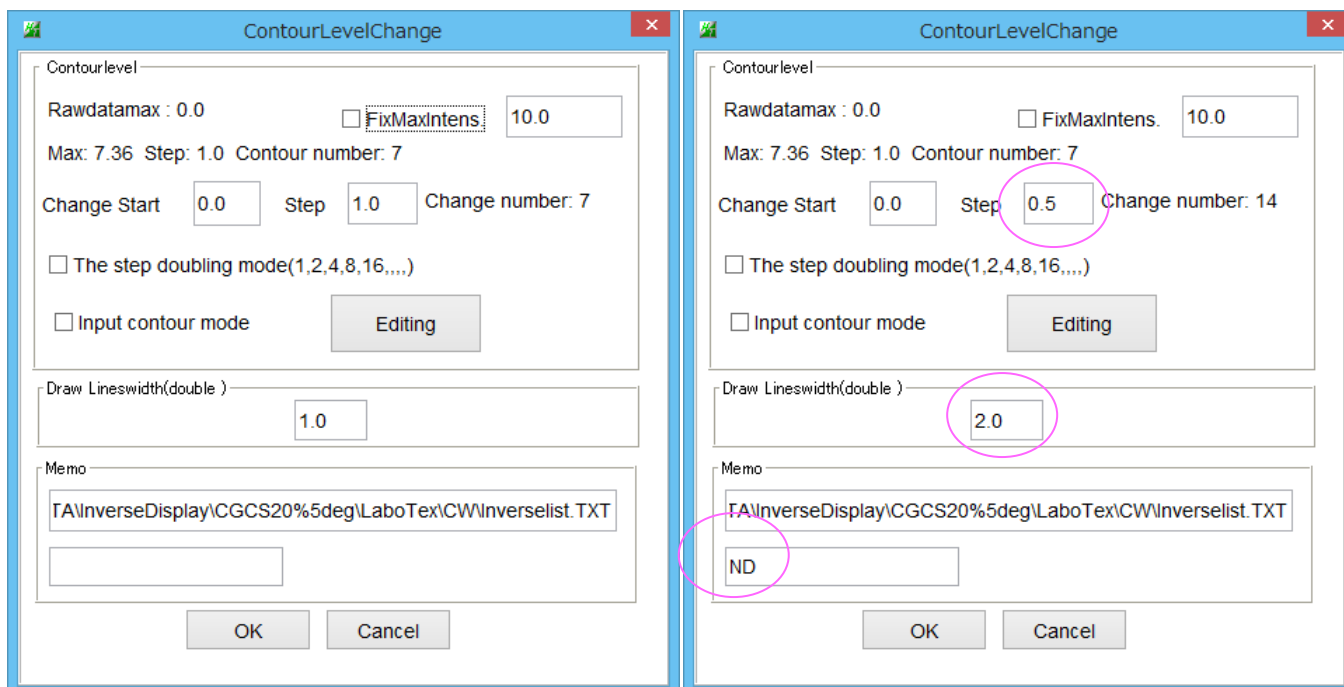 ContourLevelChange
Contourlevel
Rawdatamax : 0.0
FixMaxIntens.
10.0
Max: 7.36 Step: 1.0 Contour number: 7
Change Start 0.0 Step 1.0 Change number: 7
The step doubling mode(1,2,4,8,16,,,,)
Input contour mode
Editing
Draw Lineswidth(double )
1.0
Memo
TA\InverseDisplay\CGCS20%5deg\LaboTex\CW\Inverselist.TXT
OK Cancel
ContourLevelChange
Contourlevel
Rawdatamax : 0.0
FixMaxIntens.
10.0
Max: 7.36 Step: 1.0 Contour number: 7
Change Start 0.0 Step 0.5 Change number: 14
The step doubling mode(1,2,4,8,16,,,,)
Input contour mode
Editing
Draw Lineswidth(double )
2.0
Memo
TA\InverseDisplay\CGCS20%5deg\LaboTex\CW\Inverselist.TXT
ND
OK Cancel